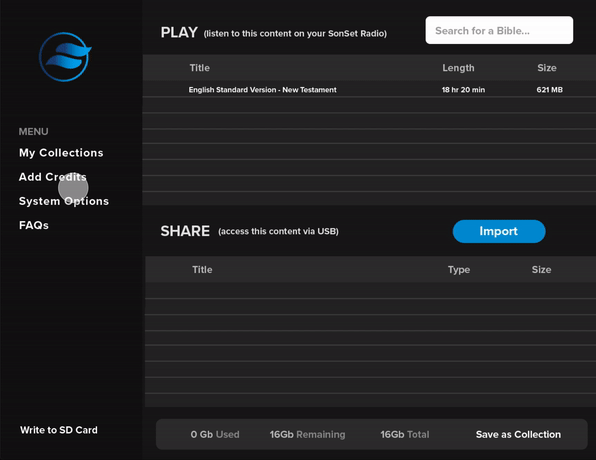 PLAY (listen to this content on your SonSet Radio)
Search for a Bible...
Title Length Size
English Standard Version - New Testament 18 hr 20 min 621 MB
MENU
My Collections
Add Credits
System Options
FAQs
SHARE (access this content via USB)
Import
Title Type Size
Write to SD Card
0 Gb Used 16Gb Remaining 16Gb Total Save as Collection